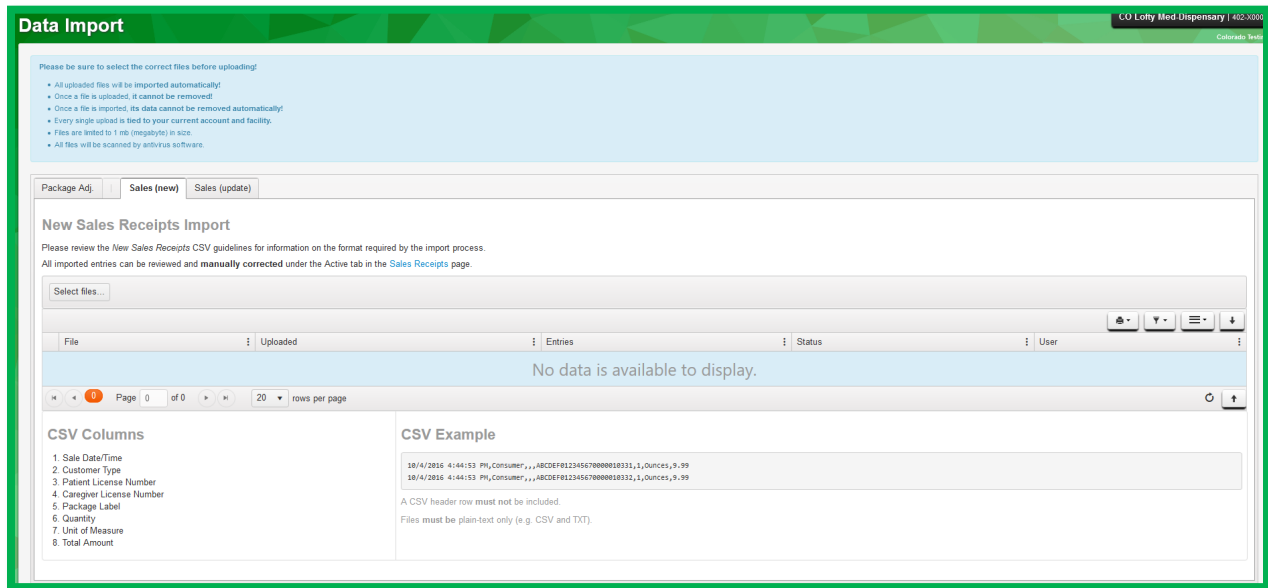 Data Import
CO Lofty Med-Dispensary | 402-X000
Colorado Testin
Please be sure to select the correct files before uploading!
• All uploaded files will be imported automatically!
• Once a file is uploaded, it cannot be removed!
• Once a file is imported, its data cannot be removed automatically!
• Every single upload is tied to your current account and facility.
• Files are limited to 1 mb (megabyte) in size.
• All files will be scanned by antivirus software.
Package Adj. | Sales (new) Sales (update)
New Sales Receipts Import
Please review the New Sales Receipts CSV guidelines for information on the format required by the import process.
All imported entries can be reviewed and manually corrected under the Active tab in the Sales Receipts page.
Select files...
File Uploaded Entries Status User
No data is available to display.
0 Page 0 of 0 20 rows per page
CSV Columns
1. Sale Date/Time
2. Customer Type
3. Patient License Number
4. Caregiver License Number
5. Package Label
6. Quantity
7. Unit of Measure
8. Total Amount
CSV Example
10/4/2016 4:44:53 PM,Consumer,,,ABCDEF012345670000010331,1,Ounces,9.99
10/4/2016 4:44:53 PM,Consumer,,,ABCDEF012345670000010332,1,Ounces,9.99
A CSV header row must not be included.
Files must be plain-text only (e.g. CSV and TXT).